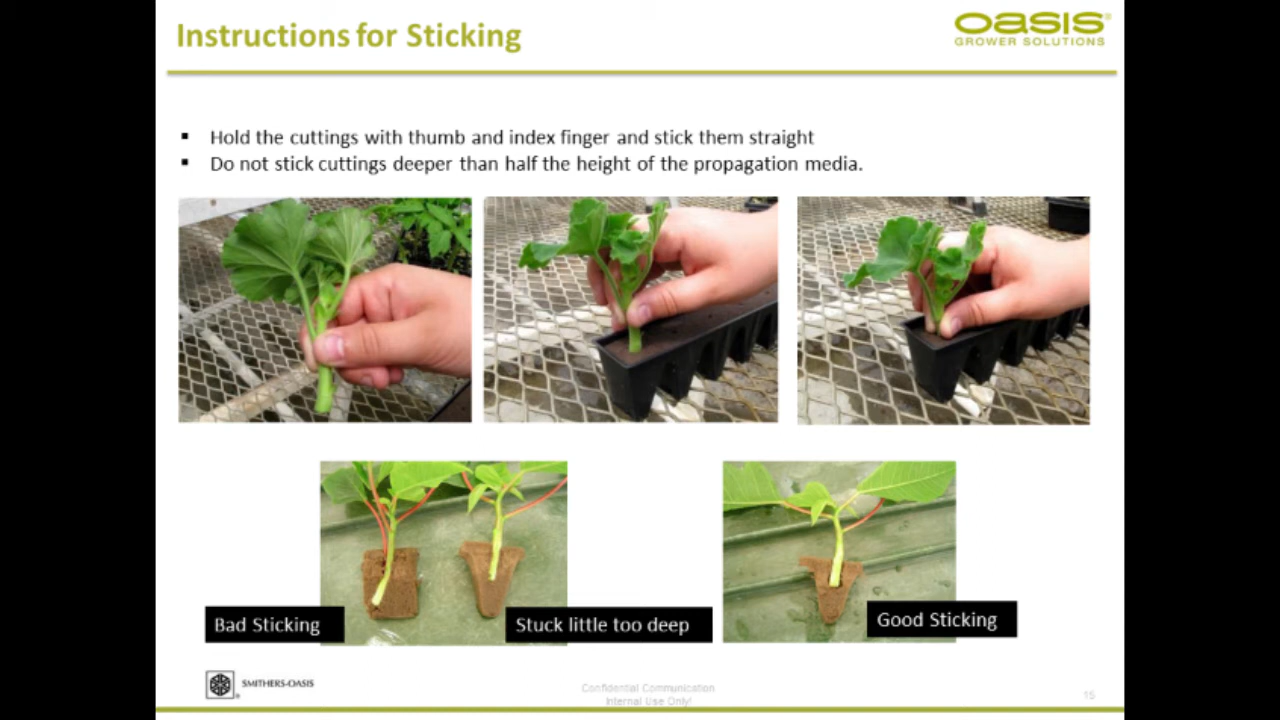 Instructions for Sticking
OASIS®
GROWER SOLUTIONS
▪ Hold the cuttings with thumb and index finger and stick them straight
▪ Do not stick cuttings deeper than half the height of the propagation media.
Bad Sticking
Stuck little too deep
Good Sticking
SMITHERS-OASIS
Confidential Communication
Internal Use Only!
15